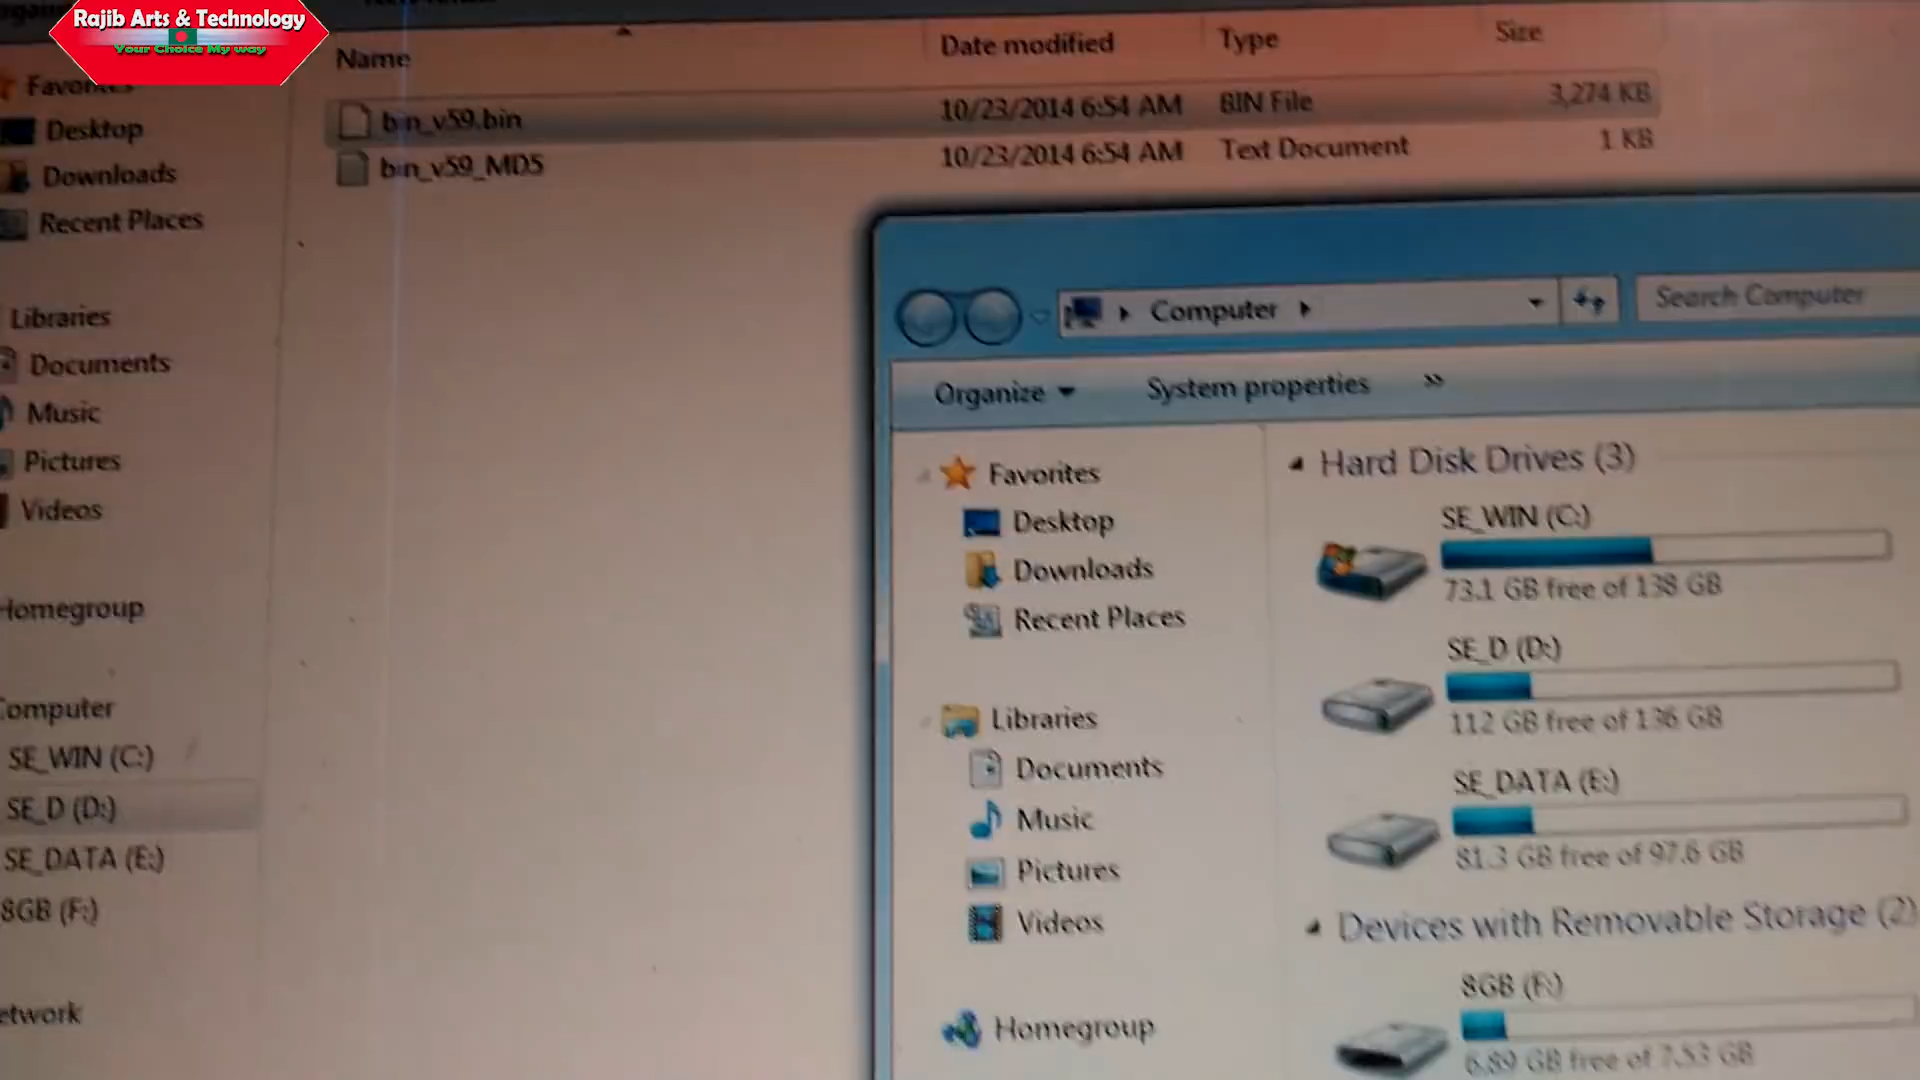 Rajib Arts & Technology
Your Choice My way
Name
Date modified
Type
Size
bin_v59.bin
10/23/2014 6:54 AM
BIN File
3,274 KB
bin_v59_MD5
10/23/2014 6:54 AM
Text Document
1 KB
Favorites
Desktop
Downloads
Recent Places
Libraries
Documents
Music
Pictures
Videos
Homegroup
Computer
SE_WIN (C:)
SE_D (D:)
SE_DATA (E:)
8GB (F:)
etwork
Computer
Search Computer
Organize
System properties
»
Favorites
Desktop
Downloads
Recent Places
Libraries
Documents
Music
Pictures
Videos
Homegroup
Hard Disk Drives (3)
SE_WIN (C:)
73.1 GB free of 138 GB
SE_D (D:)
112 GB free of 136 GB
SE_DATA (E:)
81.3 GB free of 97.6 GB
Devices with Removable Storage (2)
8GB (F:)
6.89 GB free of 7.53 GB